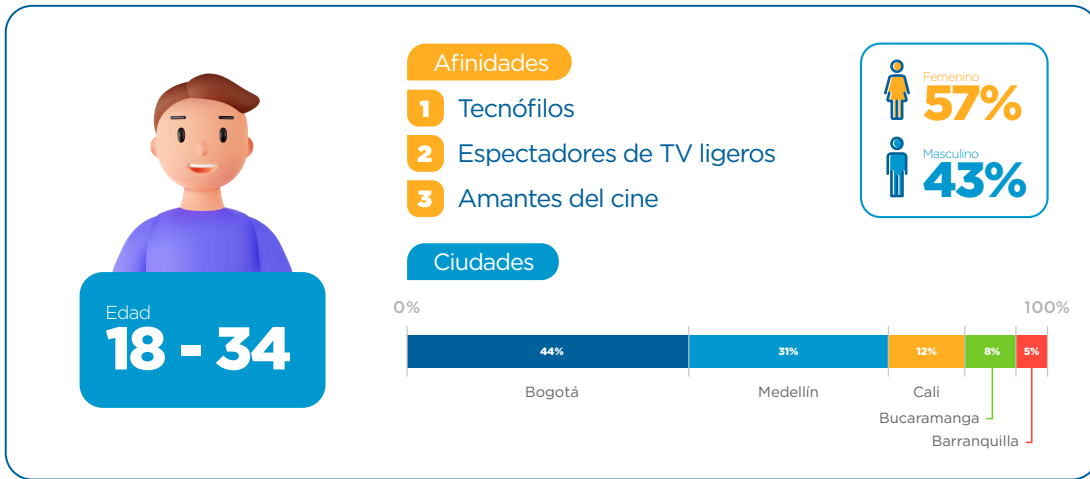 Afinidades
1 Tecnófilos
2 Espectadores de TV ligeros
3 Amantes del cine
Femenino
57%
Masculino
43%
Edad
18 - 34
Ciudades
0% 100%
44% 31% 12% 8% 5%
Bogotá Medellín Cali
Bucaramanga
Barranquilla